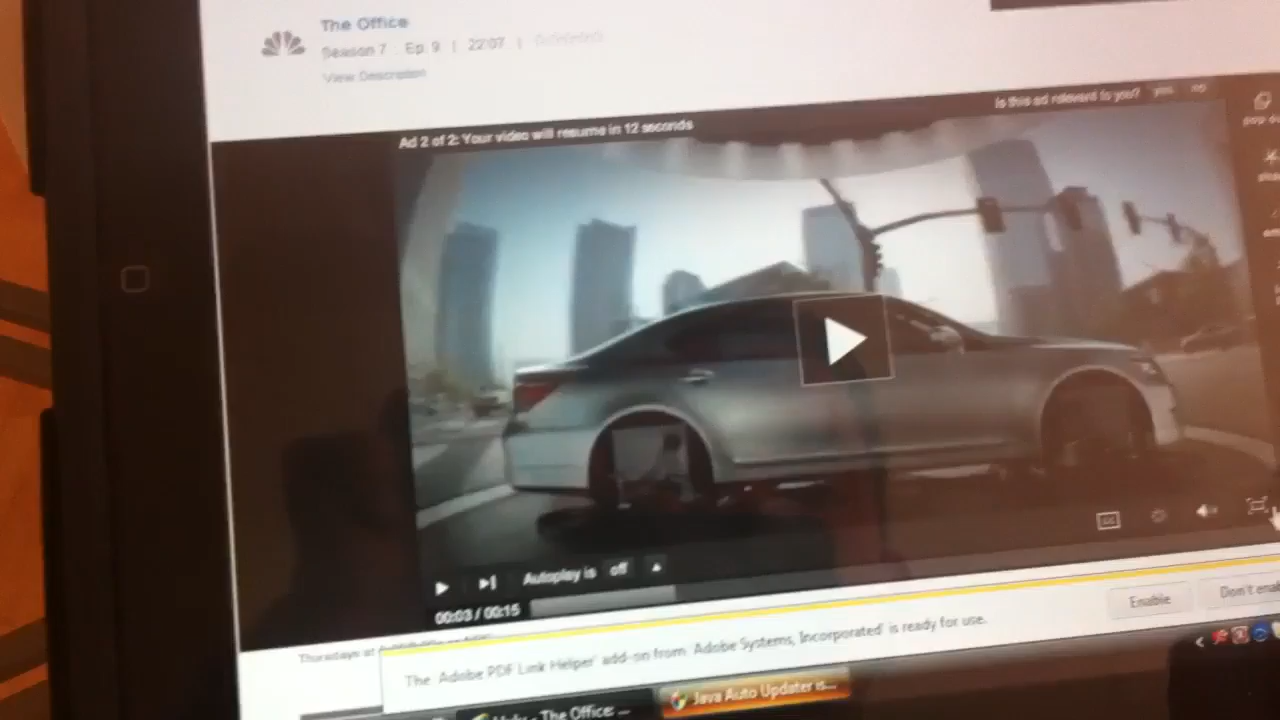 The Office
Season 7 : Ep. 9 | 22:07 |
View Description
Is this ad relevant to you? yes no
Ad 2 of 2: Your video will resume in 12 seconds
Autoplay is off
00:03 / 00:15
Thursdays at
Enable
Don't
The 'Adobe PDF Link Helper' add-on from 'Adobe Systems, Incorporated' is ready for use.
Java Auto Updater is...
- The Office: ...